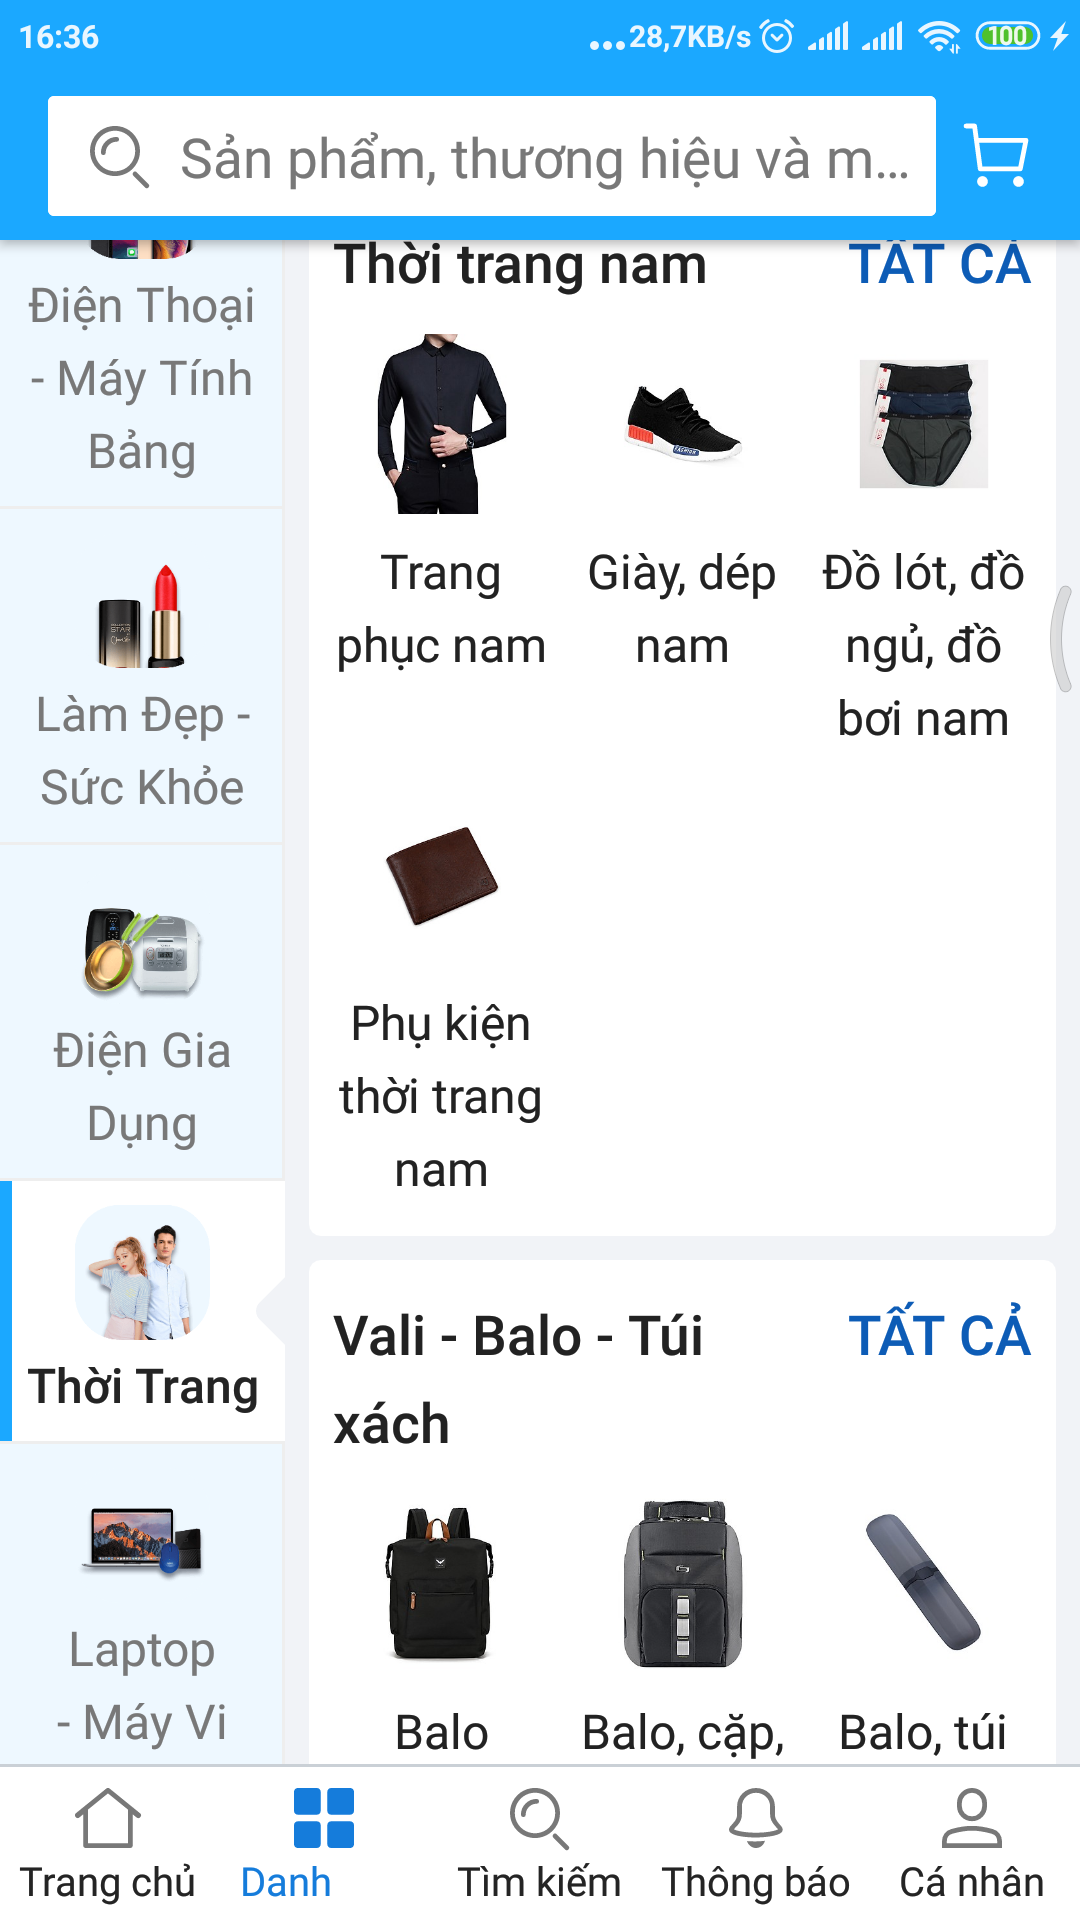 16:36
...28,7KB/s
100
Sản phẩm, thương hiệu và m...
Điện Thoại
- Máy Tính
Bảng
Làm Đẹp -
Sức Khỏe
Điện Gia
Dụng
Thời Trang
Laptop
- Máy Vi
Thời trang nam
TẤT CẢ
Trang
phục nam
Giày, dép
nam
Đồ lót, đồ
ngủ, đồ
bơi nam
Phụ kiện
thời trang
nam
Vali - Balo - Túi
xách
TẤT CẢ
Balo
Balo, cặp,
Balo, túi
Trang chủ
Danh
Tìm kiếm
Thông báo
Cá nhân